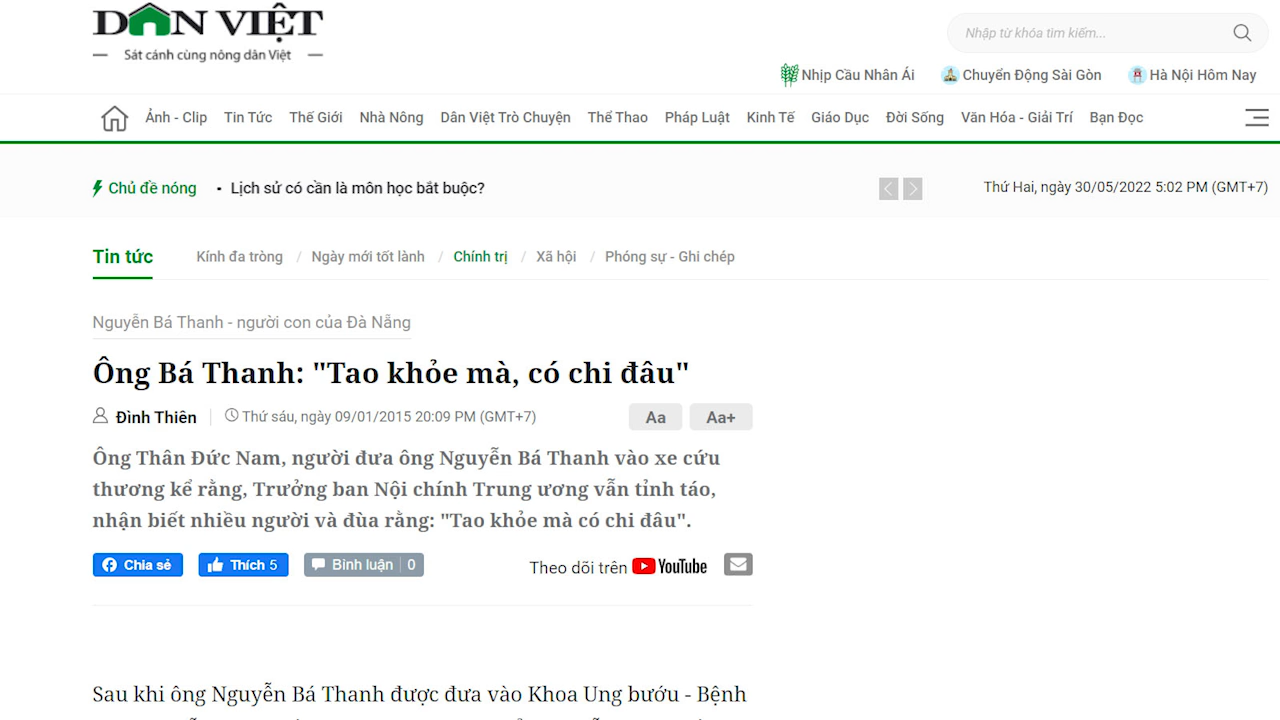 DÂN VIỆT
Sát cánh cùng nông dân Việt
Nhập từ khóa tìm kiếm...
Nhịp Cầu Nhân Ái Chuyển Động Sài Gòn Hà Nội Hôm Nay
Ảnh - Clip Tin Tức Thế Giới Nhà Nông Dân Việt Trò Chuyện Thể Thao Pháp Luật Kinh Tế Giáo Dục Đời Sống Văn Hóa - Giải Trí Bạn Đọc
Chủ đề nóng • Lịch sử có cần là môn học bắt buộc? Thứ Hai, ngày 30/05/2022 5:02 PM (GMT+7)
Tin tức Kính đa tròng / Ngày mới tốt lành / Chính trị / Xã hội / Phóng sự - Ghi chép
Nguyễn Bá Thanh - người con của Đà Nẵng
Ông Bá Thanh: "Tao khỏe mà, có chi đâu"
Đình Thiên Thứ sáu, ngày 09/01/2015 20:09 PM (GMT+7) Aa Aa+
Ông Thân Đức Nam, người đưa ông Nguyễn Bá Thanh vào xe cứu
thương kể rằng, Trưởng ban Nội chính Trung ương vẫn tỉnh táo,
nhận biết nhiều người và đùa rằng: "Tao khỏe mà có chi đâu".
Chia sẻ Thích 5 Bình luận 0 Theo dõi trên YouTube
Sau khi ông Nguyễn Bá Thanh được đưa vào Khoa Ung bướu - Bệnh